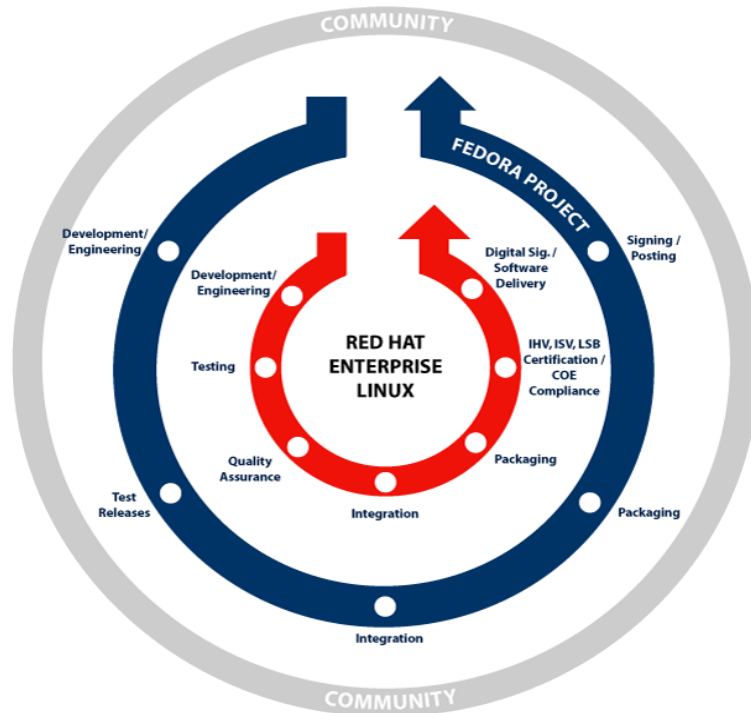 COMMUNITY
FEDORA PROJECT
Development/
Engineering
Signing /
Posting
Development/
Engineering
Digital Sig./
Software
Delivery
RED HAT
ENTERPRISE
LINUX
Testing
IHV, ISV, LSB
Certification /
COE
Compliance
Quality
Assurance
Packaging
Integration
Test
Releases
Packaging
Integration
COMMUNITY